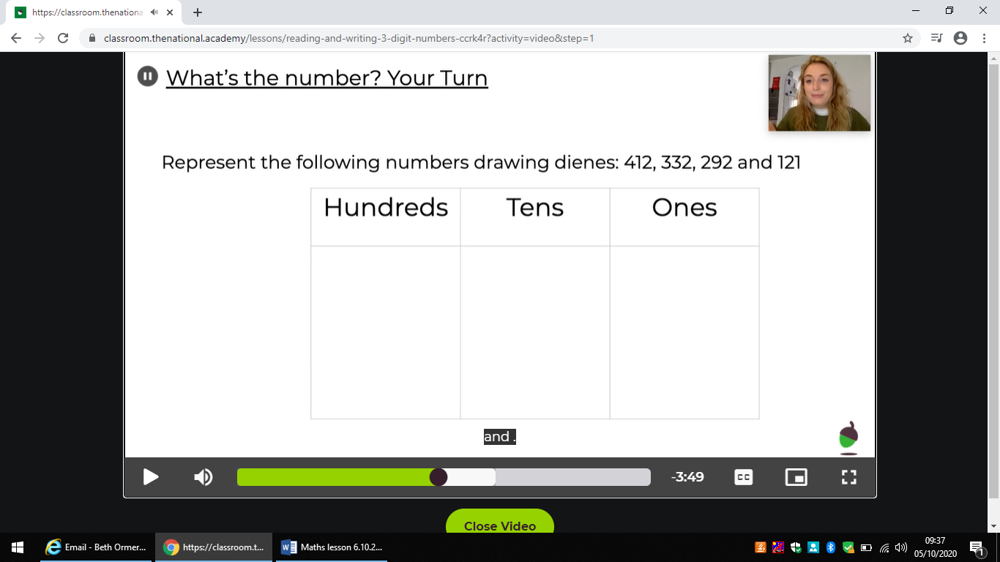 https://classroom.thenationa
classroom.thenational.academy/lessons/reading-and-writing-3-digit-numbers-ccrk4r?activity=video&step=1
What's the number? Your Turn
Represent the following numbers drawing dienes: 412, 332, 292 and 121
Hundreds Tens Ones
and .
-3:49 CC
Close Video
Email - Beth Ormer... https://classroom.t... Maths lesson 6.10.2...
09:37
05/10/2020
1